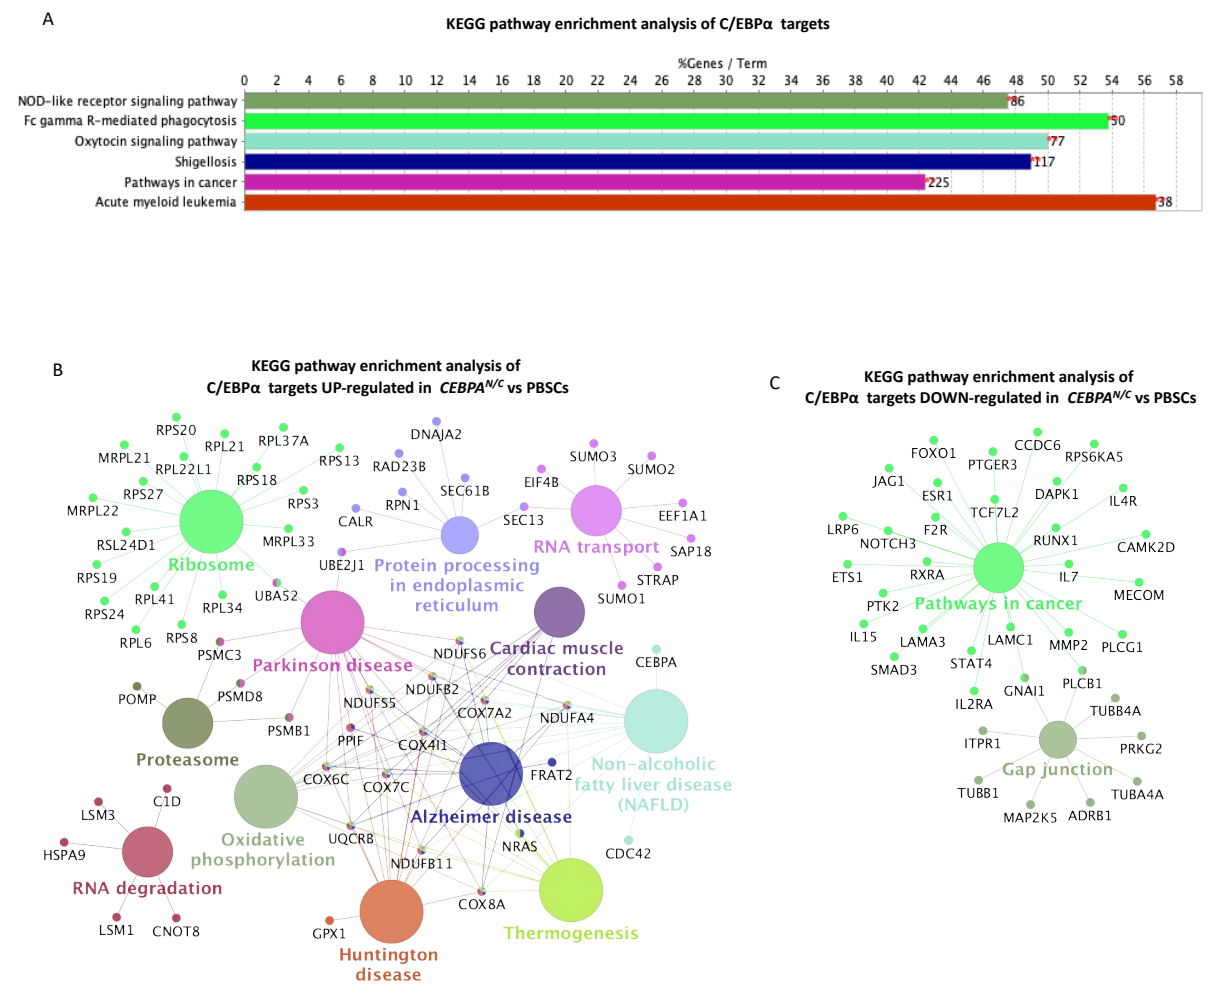 A
KEGG pathway enrichment analysis of C/EBPα targets
%Genes / Term
0 2 4 6 8 10 12 14 16 18 20 22 24 26 28 30 32 34 36 38 40 42 44 46 48 50 52 54 56 58
NOD-like receptor signaling pathway **86
Fc gamma R-mediated phagocytosis **50
Oxytocin signaling pathway **77
Shigellosis **117
Pathways in cancer **225
Acute myeloid leukemia **38
B
KEGG pathway enrichment analysis of
C/EBPα targets UP-regulated in CEBPA^N/C vs PBSCs
RPS20
RPL21
RPL37A
MRPL21
RPL22L1
RPS13
RPS18
RPS27
RPS3
MRPL22
RSL24D1
MRPL33
Ribosome
RPS19
RPL41
UBA52
RPS24
RPL34
RPL6
RPS8
DNAJA2
RAD23B
SEC61B
RPN1
CALR
SEC13
UBE2J1
Protein processing
in endoplasmic
reticulum
SUMO3
SUMO2
EIF4B
EEF1A1
RNA transport
SAP18
STRAP
SUMO1
PSMC3
Parkinson disease
NDUFS6
Cardiac muscle
contraction
CEBPA
POMP
PSMD8
NDUFB2
NDUFS5
COX7A2
NDUFA4
PSMB1
PPIF
COX4I1
Proteasome
COX6C
COX7C
FRAT2
Non-alcoholic
fatty liver disease
(NAFLD)
C1D
LSM3
Alzheimer disease
Oxidative
phosphorylation
UQCRB
NRAS
HSPA9
NDUFB11
CDC42
RNA degradation
COX8A
LSM1
CNOT8
GPX1
Thermogenesis
Huntington
disease
C
KEGG pathway enrichment analysis of
C/EBPα targets DOWN-regulated in CEBPA^N/C vs PBSCs
FOXO1
CCDC6
PTGER3
RPS6KA5
JAG1
ESR1
DAPK1
IL4R
TCF7L2
LRP6
F2R
NOTCH3
RUNX1
CAMK2D
ETS1
RXRA
IL7
MECOM
PTK2
Pathways in cancer
IL15
LAMA3
LAMC1
MMP2
PLCG1
SMAD3
STAT4
PLCB1
IL2RA
GNAI1
TUBB4A
ITPR1
PRKG2
Gap junction
TUBB1
TUBA4A
MAP2K5
ADRB1